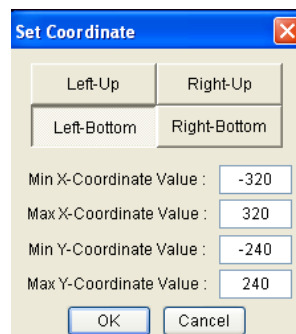 Set Coordinate
Left-Up Right-Up
Left-Bottom Right-Bottom
Min X-Coordinate Value : -320
Max X-Coordinate Value : 320
Min Y-Coordinate Value : -240
Max Y-Coordinate Value : 240
OK Cancel